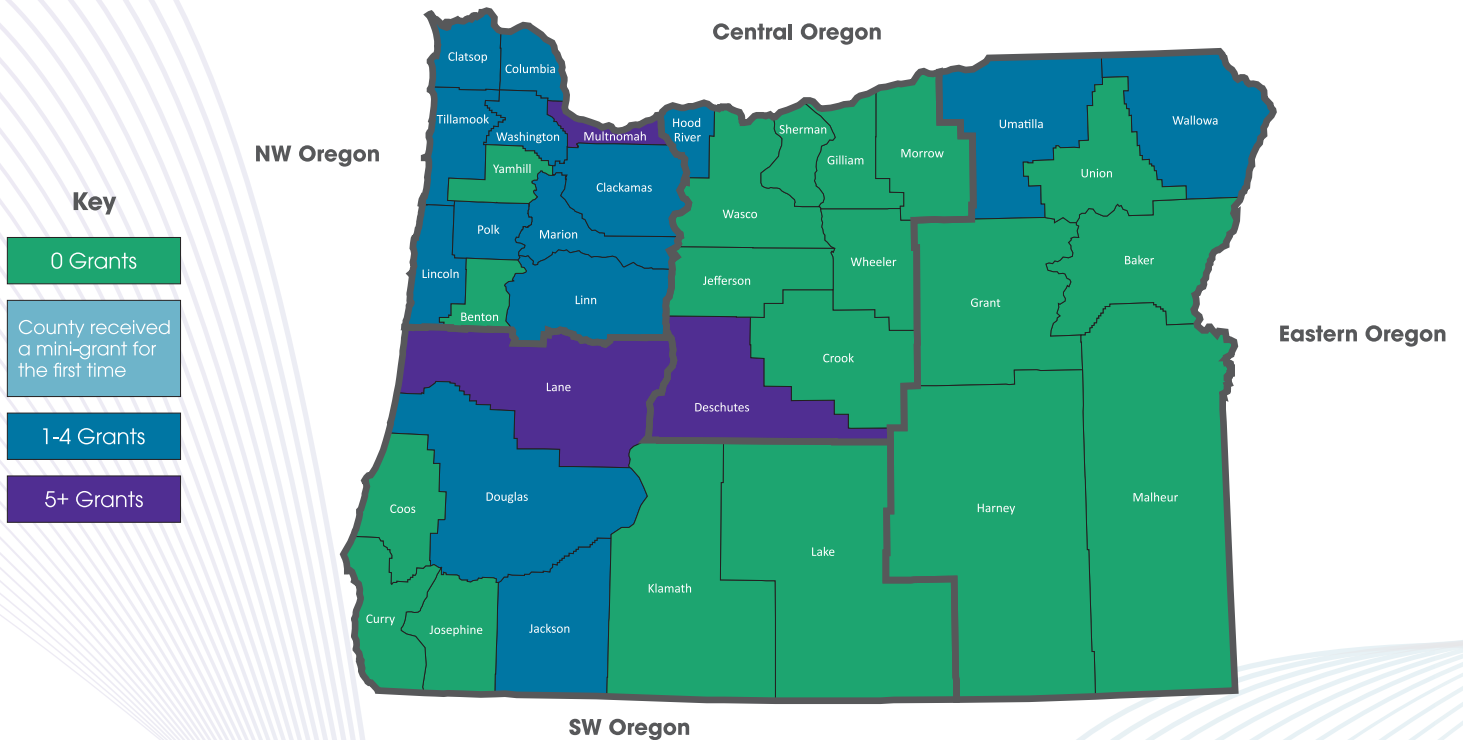 Central Oregon
NW Oregon
Key
0 Grants
County received
a mini-grant for
the first time
1-4 Grants
5+ Grants
Clatsop
Columbia
Tillamook
Washington
Multnomah
Hood
River
Sherman
Gilliam
Morrow
Umatilla
Wallowa
Yamhill
Clackamas
Wasco
Union
Polk
Marion
Lincoln
Linn
Benton
Jefferson
Wheeler
Grant
Baker
Eastern Oregon
Lane
Deschutes
Crook
Coos
Douglas
Klamath
Lake
Harney
Malheur
Curry
Josephine
Jackson
SW Oregon